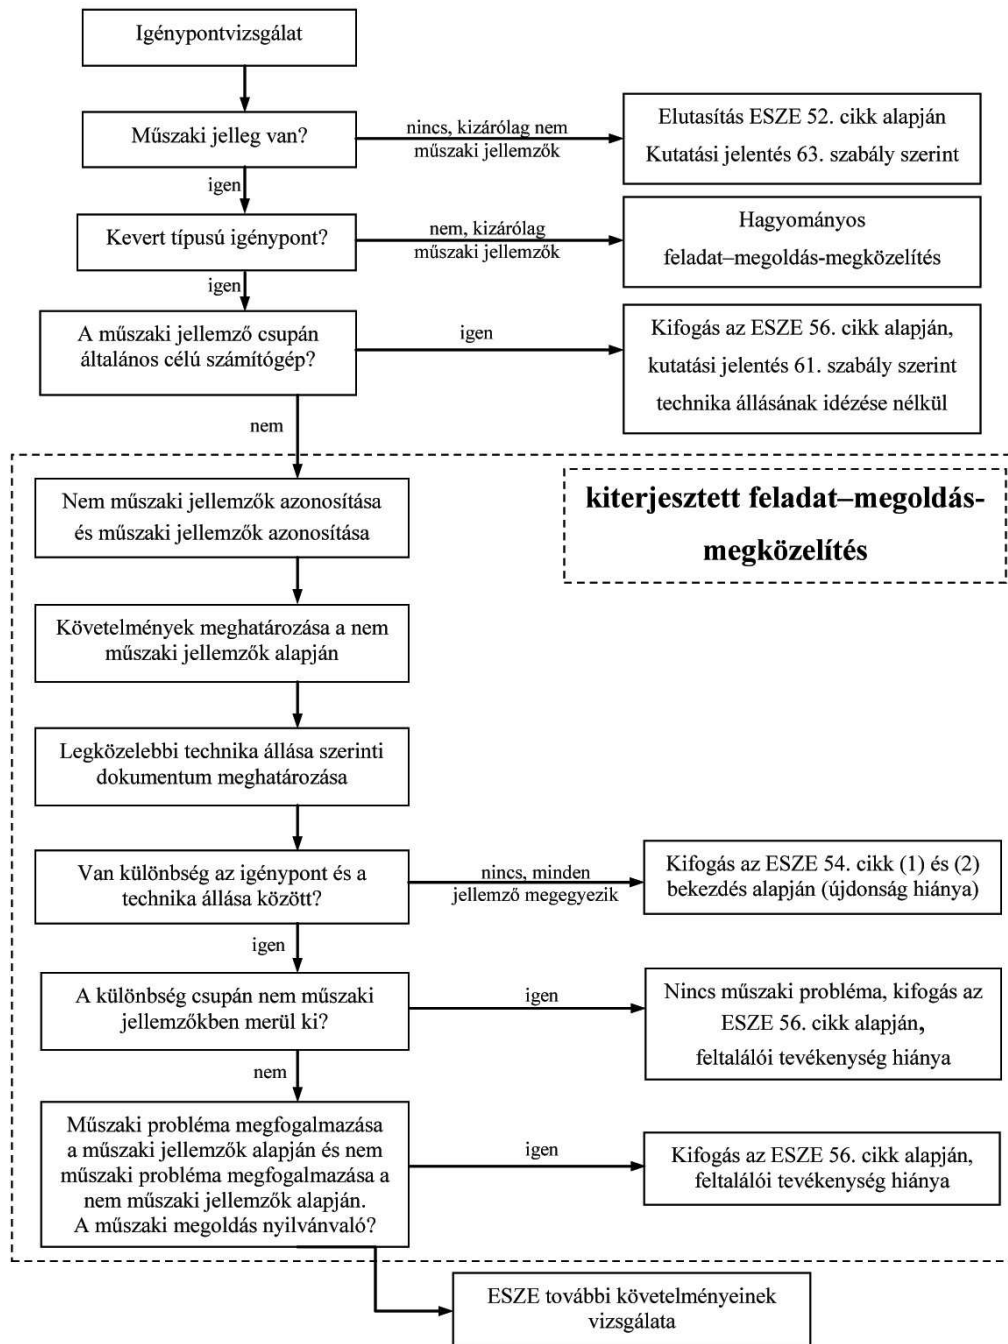 Igénypontvizsgálat
Műszaki jelleg van?
nincs, kizárólag nem
műszaki jellemzők
Elutasítás ESZE 52. cikk alapján
Kutatási jelentés 63. szabály szerint
igen
Kevert típusú igénypont?
nem, kizárólag
műszaki jellemzők
Hagyományos
feladat–megoldás-megközelítés
igen
A műszaki jellemző csupán
általános célú számítógép?
igen
Kifogás az ESZE 56. cikk alapján,
kutatási jelentés 61. szabály szerint
technika állásának idézése nélkül
nem
kiterjesztett feladat–megoldás-
megközelítés
Nem műszaki jellemzők azonosítása
és műszaki jellemzők azonosítása
Követelmények meghatározása a nem
műszaki jellemzők alapján
Legközelebbi technika állása szerinti
dokumentum meghatározása
Van különbség az igénypont és a
technika állása között?
nincs, minden
jellemző megegyezik
Kifogás az ESZE 54. cikk (1) és (2)
bekezdés alapján (újdonság hiánya)
igen
A különbség csupán nem műszaki
jellemzőkben merül ki?
igen
Nincs műszaki probléma, kifogás az
ESZE 56. cikk alapján,
feltalálói tevékenység hiánya
nem
Műszaki probléma megfogalmazása
a műszaki jellemzők alapján és nem
műszaki probléma megfogalmazása a
nem műszaki jellemzők alapján.
A műszaki megoldás nyilvánvaló?
igen
Kifogás az ESZE 56. cikk alapján,
feltalálói tevékenység hiánya
ESZE további követelményeinek
vizsgálata